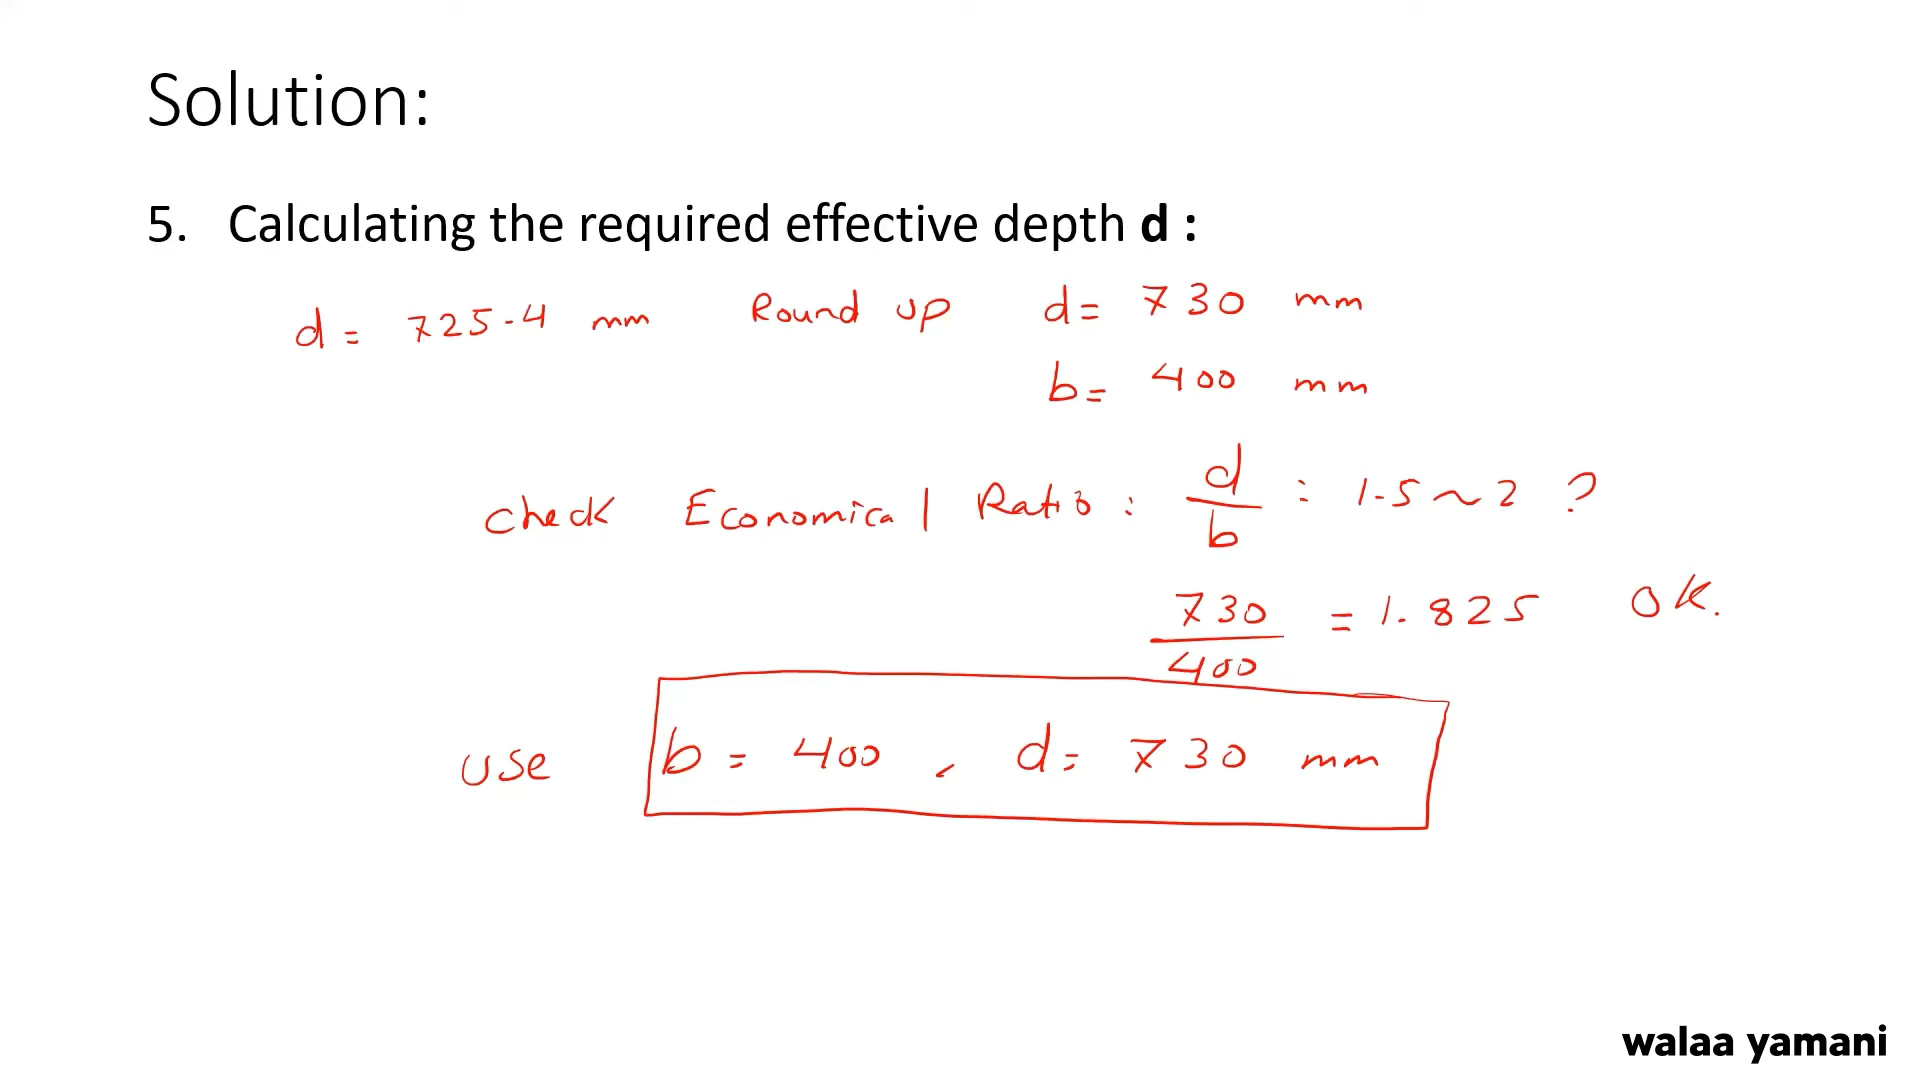 Solution:
5. Calculating the required effective depth d :
d = 725.4 mm Round up d = 730 mm
b = 400 mm
check Economical Ratio : d/b : 1.5 ~ 2 ?
730/400 = 1.825 OK.
use b = 400 , d = 730 mm
walaa yamani